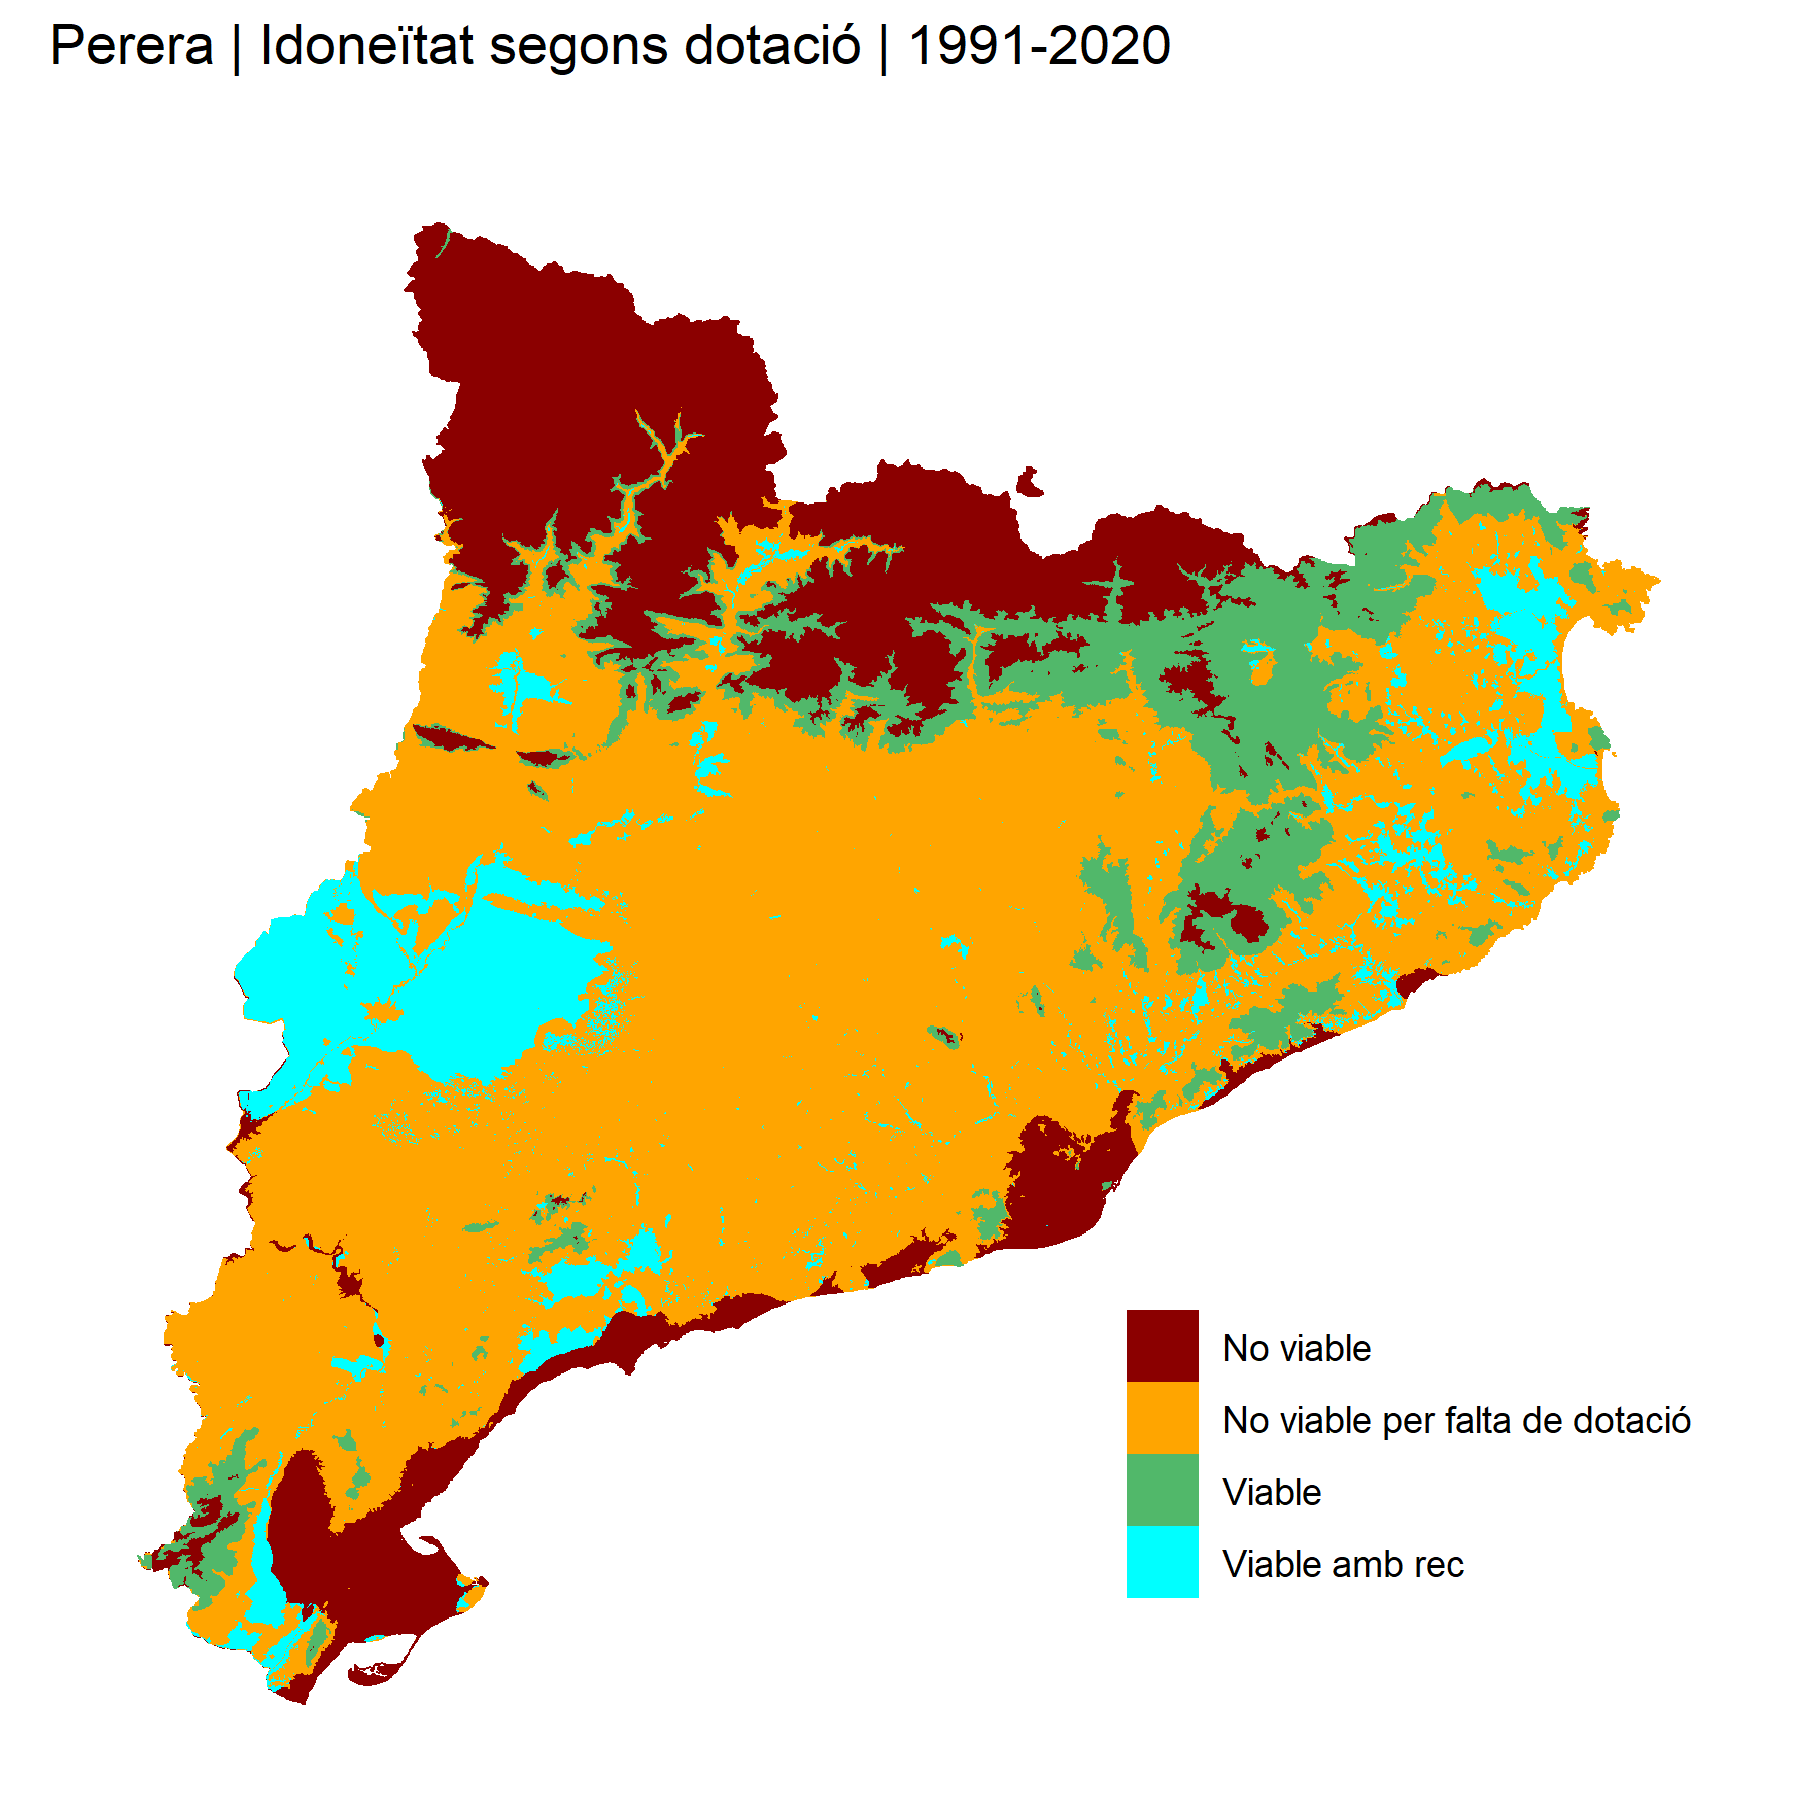 Perera | Idoneïtat segons dotació | 1991-2020
No viable
No viable per falta de dotació
Viable
Viable amb rec